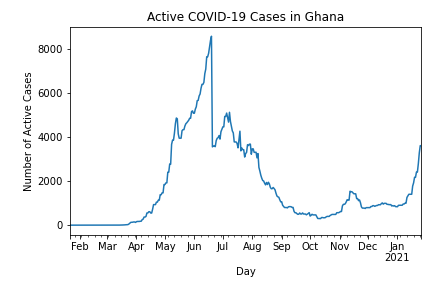 Active COVID-19 Cases in Ghana
Number of Active Cases
8000
6000
4000
2000
0
Feb Mar Apr May Jun Jul Aug Sep Oct Nov Dec Jan
2021
Day